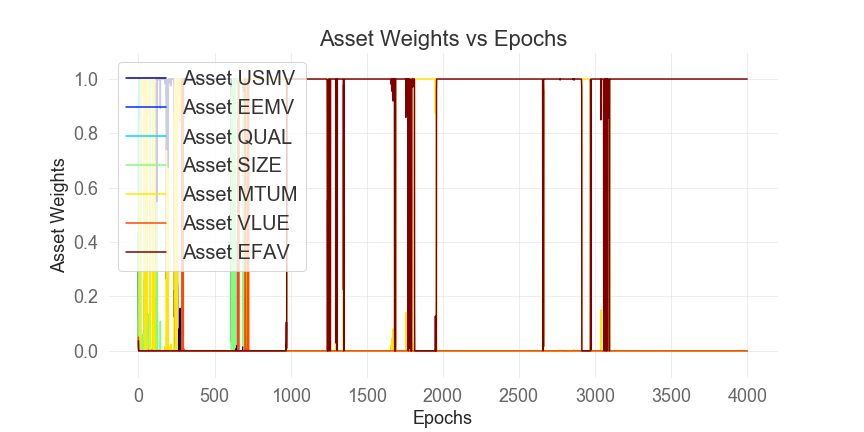 Asset Weights vs Epochs
1.0
0.8
0.6
0.4
0.2
0.0
Asset Weights
Asset USMV
Asset EEMV
Asset QUAL
Asset SIZE
Asset MTUM
Asset VLUE
Asset EFAV
0 500 1000 1500 2000 2500 3000 3500 4000
Epochs